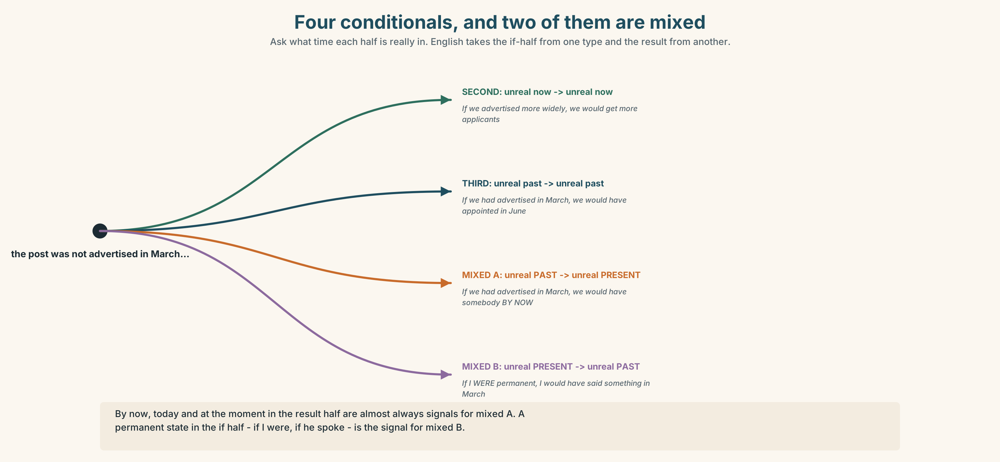 Four conditionals, and two of them are mixed
Ask what time each half is really in. English takes the if-half from one type and the result from another.
SECOND: unreal now -> unreal now
If we advertised more widely, we would get more
applicants
THIRD: unreal past -> unreal past
If we had advertised in March, we would have
appointed in June
the post was not advertised in March...
MIXED A: unreal PAST -> unreal PRESENT
If we had advertised in March, we would have
somebody BY NOW
MIXED B: unreal PRESENT -> unreal PAST
If I WERE permanent, I would have said something in
March
By now, today and at the moment in the result half are almost always signals for mixed A. A
permanent state in the if half - if I were, if he spoke - is the signal for mixed B.